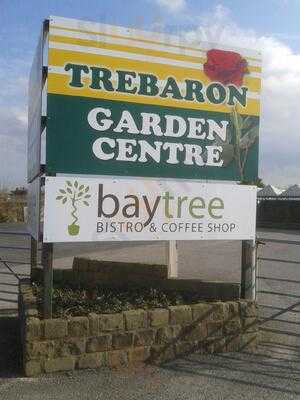 TREBARON
GARDEN
CENTRE
baytree
BISTRO & COFFEE SHOP